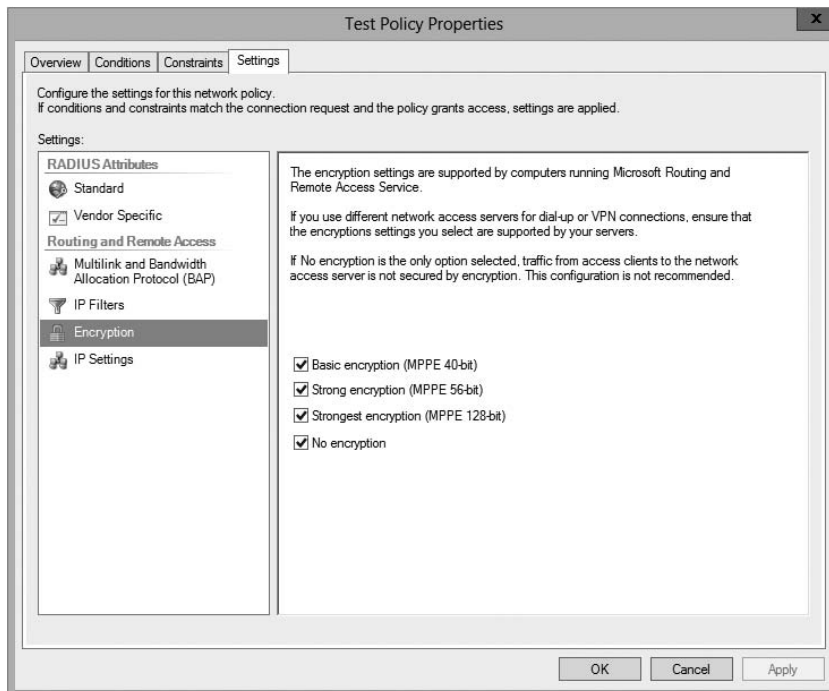 Test Policy Properties
x
Overview
Conditions
Constraints
Settings
Configure the settings for this network policy.
If conditions and constraints match the connection request and the policy grants access, settings are applied.
Settings:
RADIUS Attributes
Standard
Vendor Specific
Routing and Remote Access
Multilink and Bandwidth
Allocation Protocol (BAP)
IP Filters
Encryption
IP Settings
The encryption settings are supported by computers running Microsoft Routing and
Remote Access Service.
If you use different network access servers for dial-up or VPN connections, ensure that
the encryptions settings you select are supported by your servers.
If No encryption is the only option selected, traffic from access clients to the network
access server is not secured by encryption. This configuration is not recommended.
Basic encryption (MPPE 40-bit)
Strong encryption (MPPE 56-bit)
Strongest encryption (MPPE 128-bit)
No encryption
OK
Cancel
Apply